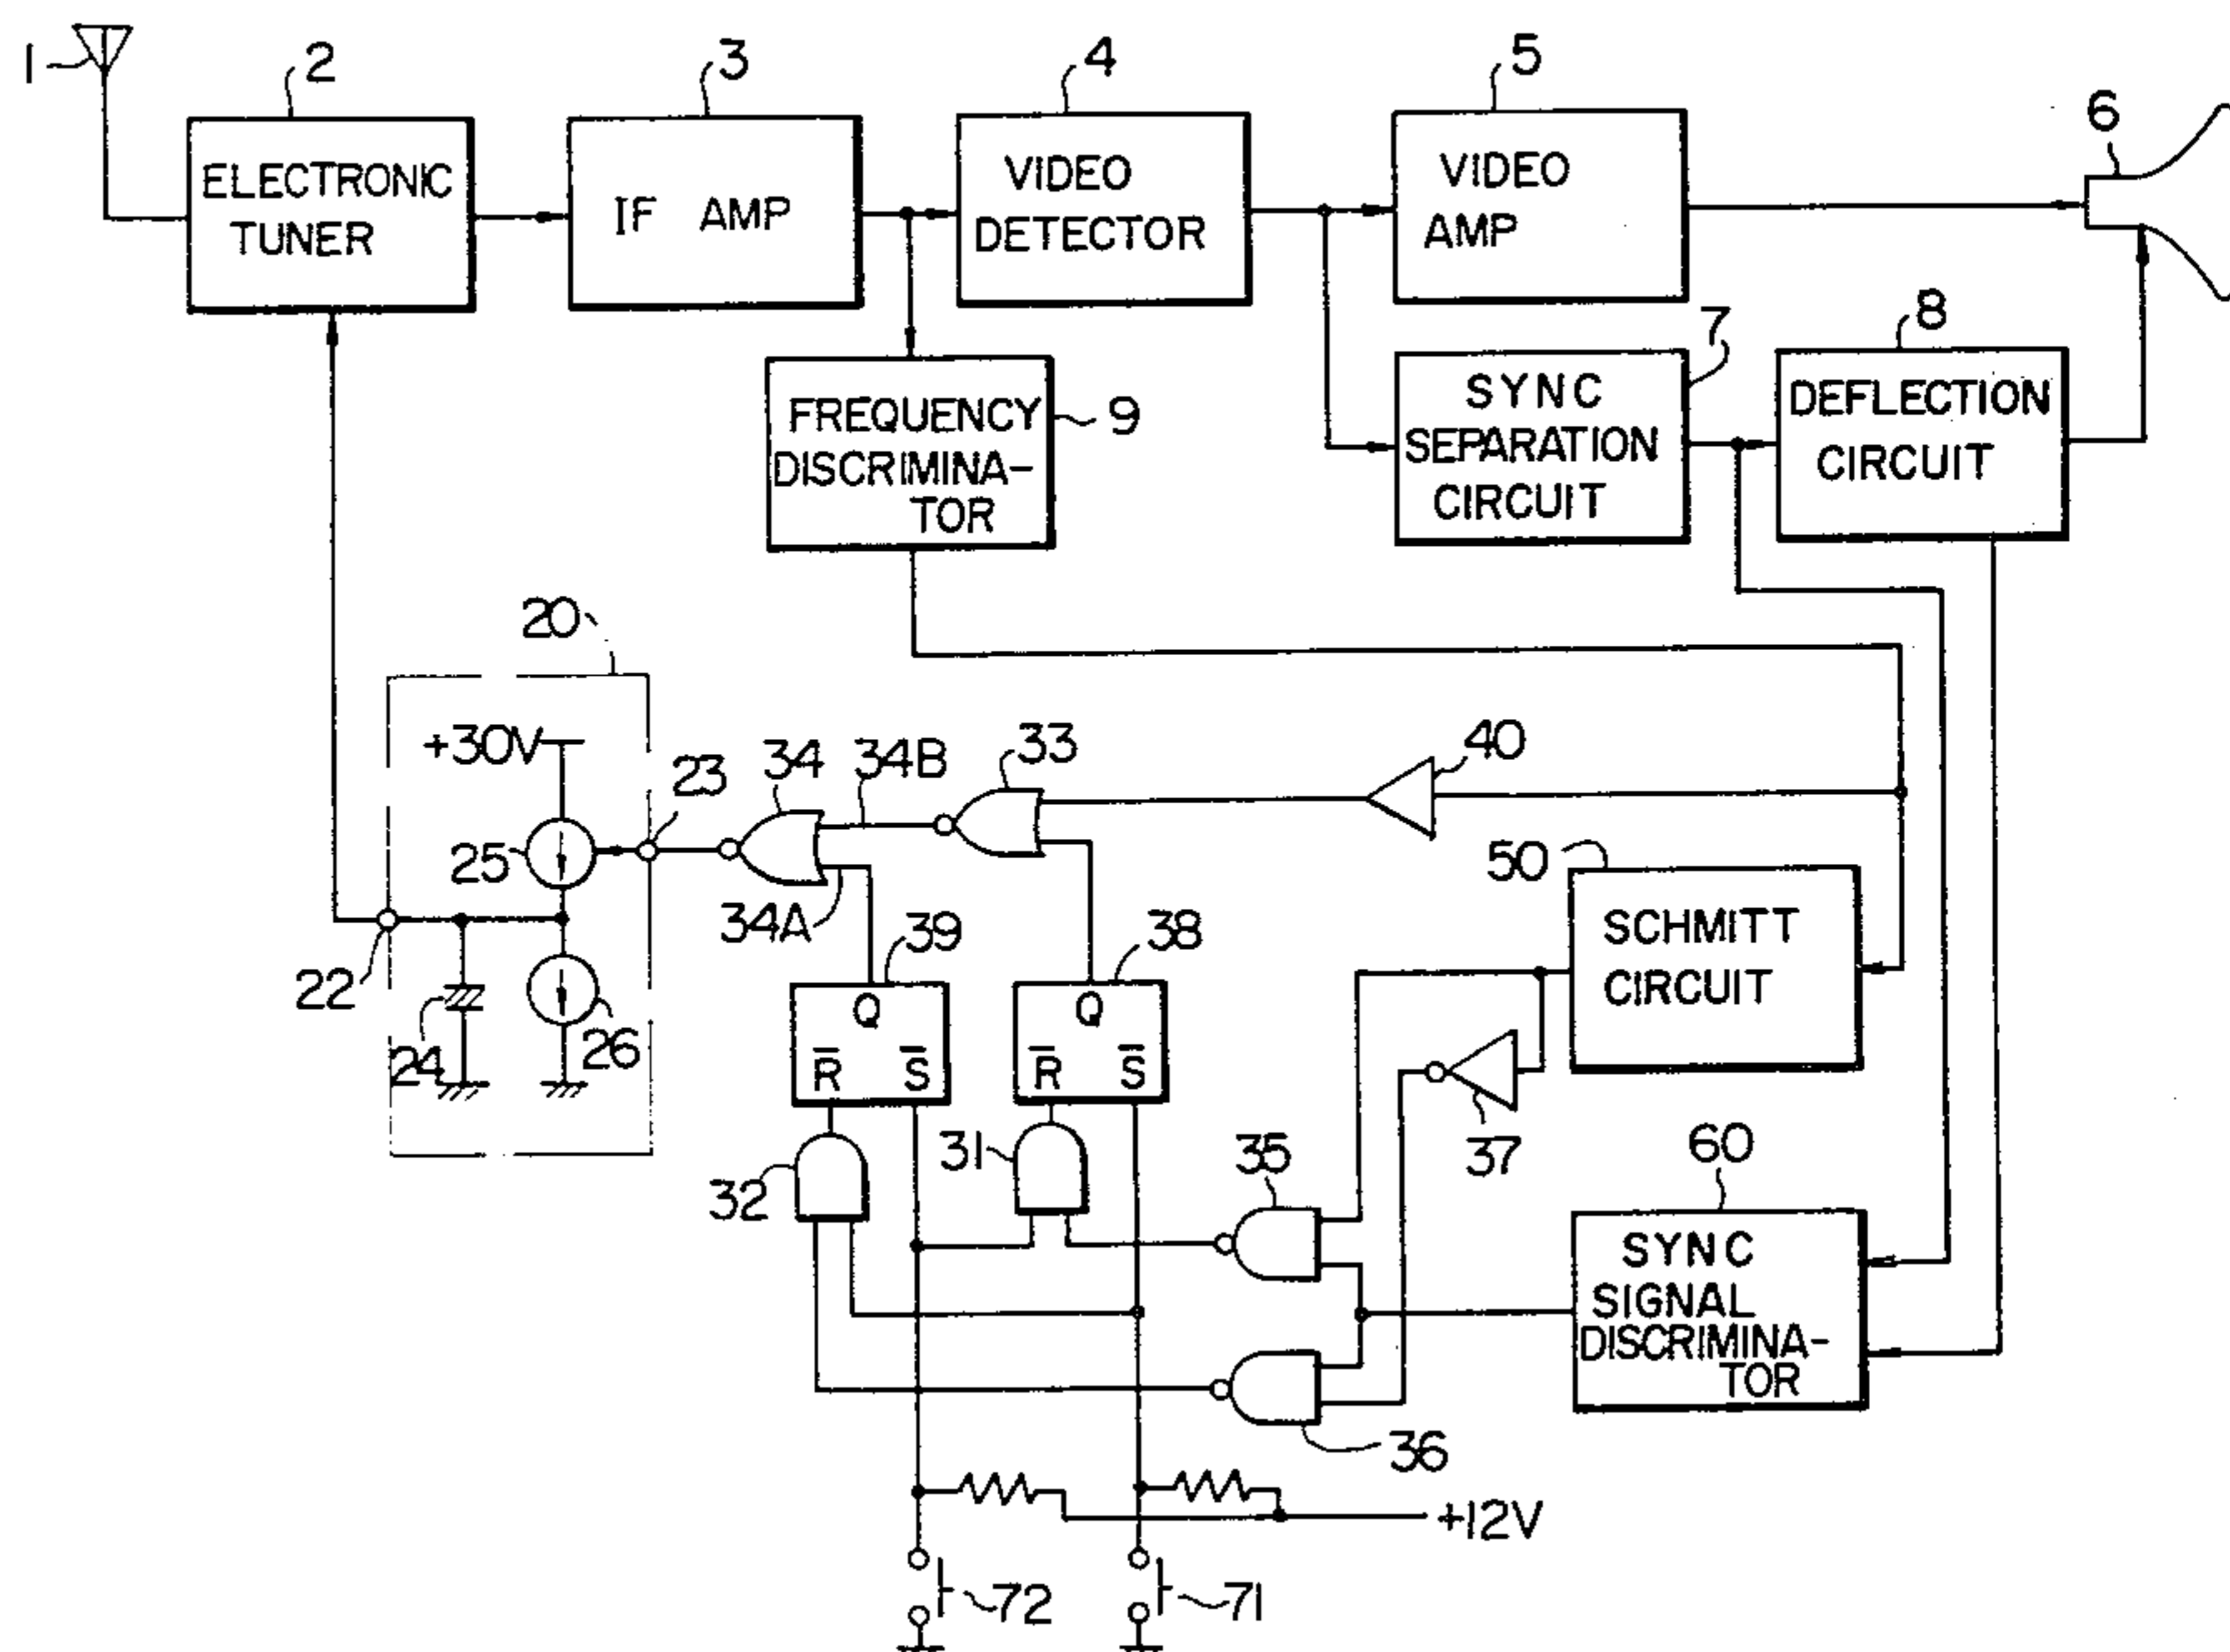 1
2
3
4
5
6
ELECTRONIC
TUNER
IF AMP
VIDEO
DETECTOR
VIDEO
AMP
7
8
FREQUENCY
DISCRIMINA-
TOR
9
SYNC
SEPARATION
CIRCUIT
DEFLECTION
CIRCUIT
20
+30V
23
34
34B
33
40
25
22
24
26
34A
39
38
50
SCHMITT
CIRCUIT
Q
R̅ S̅
Q
R̅ S̅
37
32
31
35
60
SYNC
SIGNAL
DISCRIMINA-
TOR
36
+12V
72
71